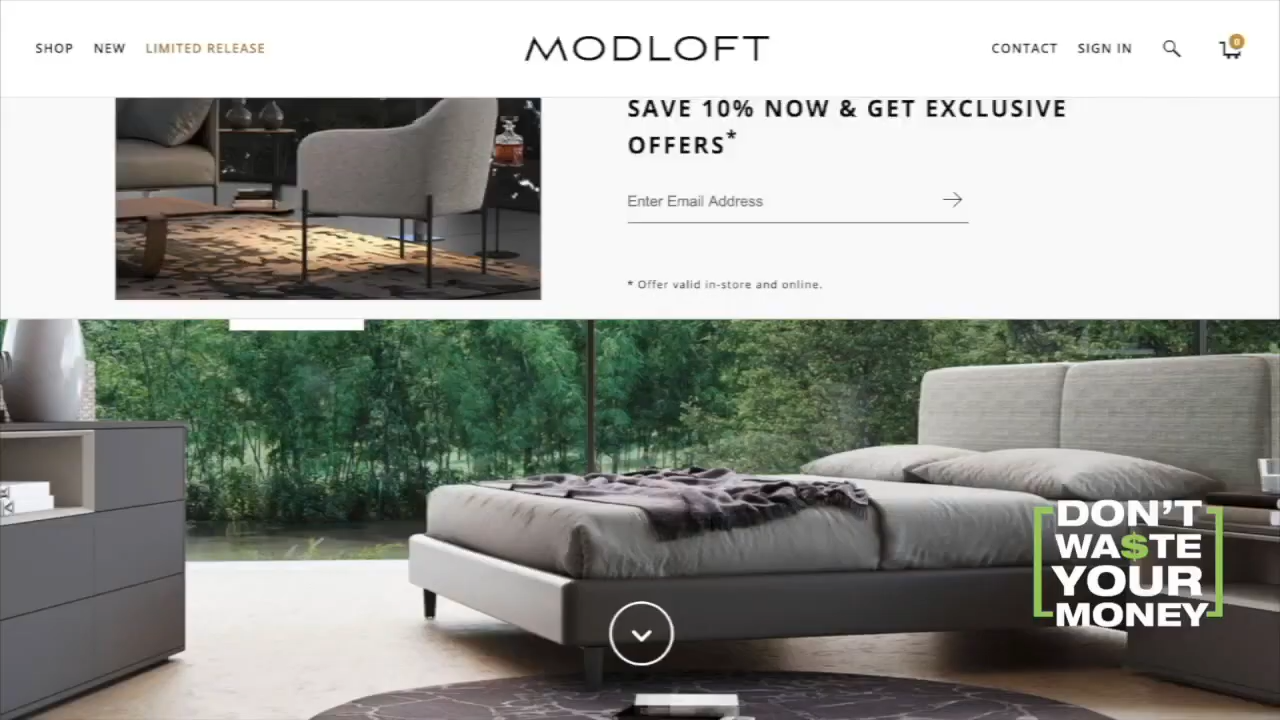 SHOP NEW LIMITED RELEASE MODLOFT CONTACT SIGN IN 0
SAVE 10% NOW & GET EXCLUSIVE
OFFERS*
Enter Email Address
* Offer valid in-store and online.
DON'T
WA$TE
YOUR
MONEY